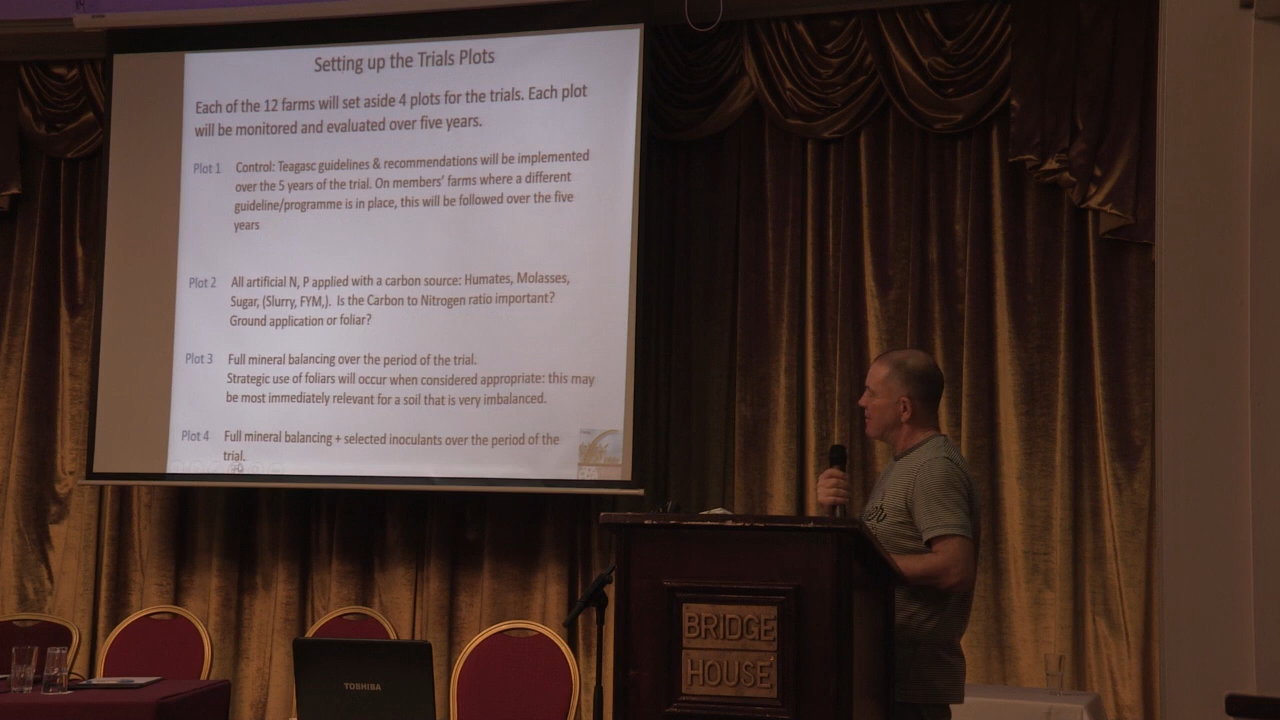 Setting up the Trials Plots
Each of the 12 farms will set aside 4 plots for the trials. Each plot
will be monitored and evaluated over five years.
Plot 1 Control: Teagasc guidelines & recommendations will be implemented
over the 5 years of the trial. On members' farms where a different
guideline/programme is in place, this will be followed over the five
years
Plot 2 All artificial N, P applied with a carbon source: Humates, Molasses,
Sugar, (Slurry, FYM,). Is the Carbon to Nitrogen ratio important?
Ground application or foliar?
Plot 3 Full mineral balancing over the period of the trial.
Strategic use of foliars will occur when considered appropriate: this may
be most immediately relevant for a soil that is very imbalanced.
Plot 4 Full mineral balancing + selected inoculants over the period of the
trial.
BRIDGE
HOUSE
TOSHIBA